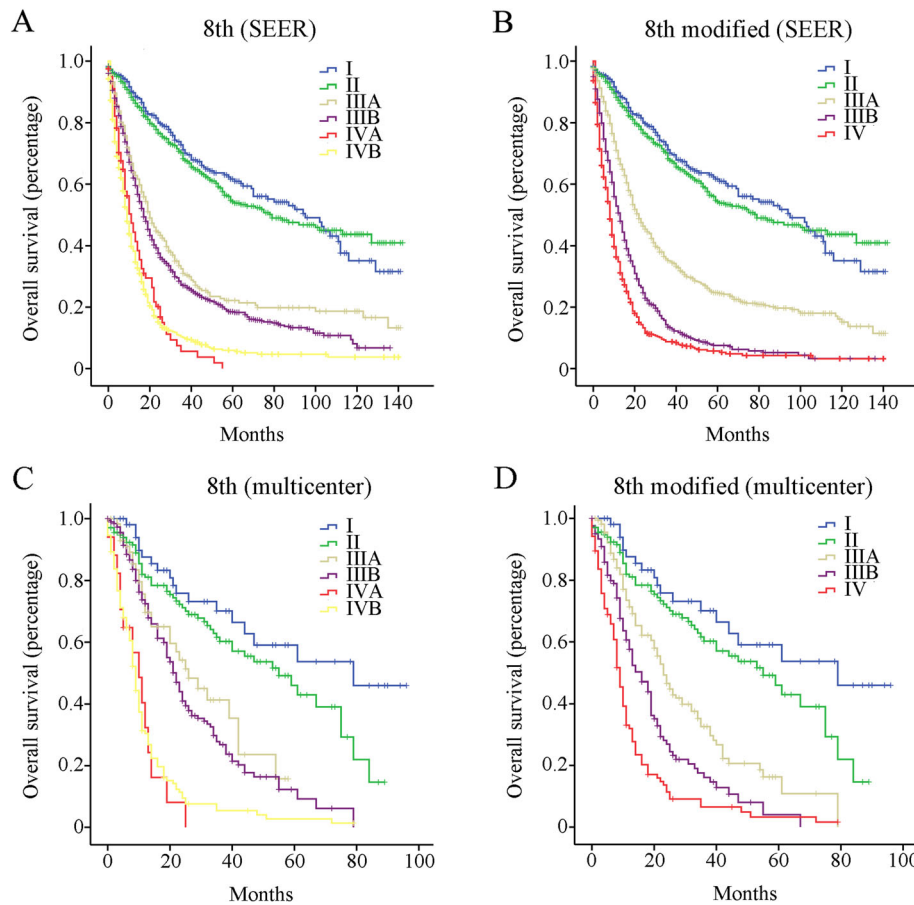 A
8th (SEER)
Overall survival (percentage)
1.0
0.8
0.6
0.4
0.2
0
I
II
IIIA
IIIB
IVA
IVB
0 20 40 60 80 100 120 140
Months
B
8th modified (SEER)
Overall survival (percentage)
1.0
0.8
0.6
0.4
0.2
0
I
II
IIIA
IIIB
IV
0 20 40 60 80 100 120 140
Months
C
8th (multicenter)
Overall survival (percentage)
1.0
0.8
0.6
0.4
0.2
0
I
II
IIIA
IIIB
IVA
IVB
0 20 40 60 80 100
Months
D
8th modified (multicenter)
Overall survival (percentage)
1.0
0.8
0.6
0.4
0.2
0
I
II
IIIA
IIIB
IV
0 20 40 60 80 100
Months